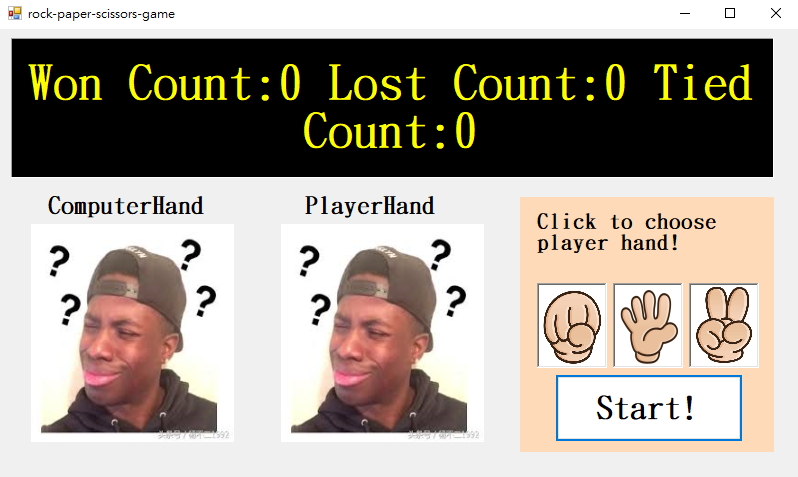 rock-paper-scissors-game
Won Count:0 Lost Count:0 Tied
Count:0
ComputerHand
PlayerHand
Click to choose
player hand!
? ? ? ?
? ? ? ?
Start!